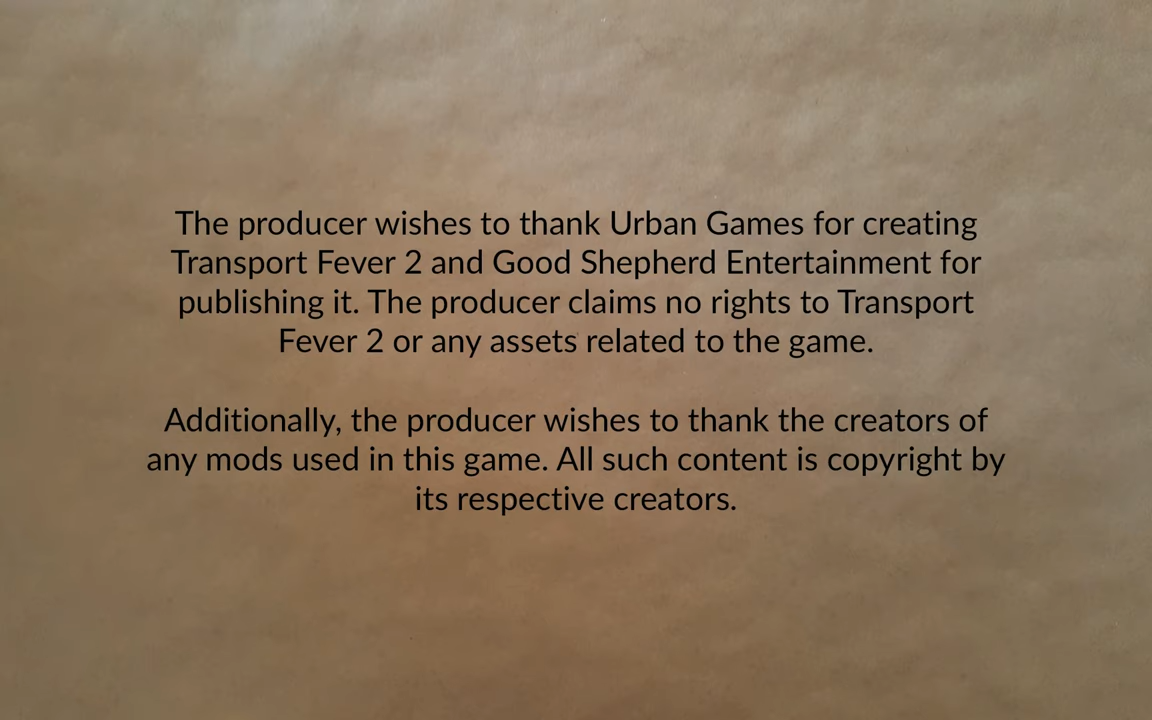 The producer wishes to thank Urban Games for creating
Transport Fever 2 and Good Shepherd Entertainment for
publishing it. The producer claims no rights to Transport
Fever 2 or any assets related to the game.
Additionally, the producer wishes to thank the creators of
any mods used in this game. All such content is copyright by
its respective creators.